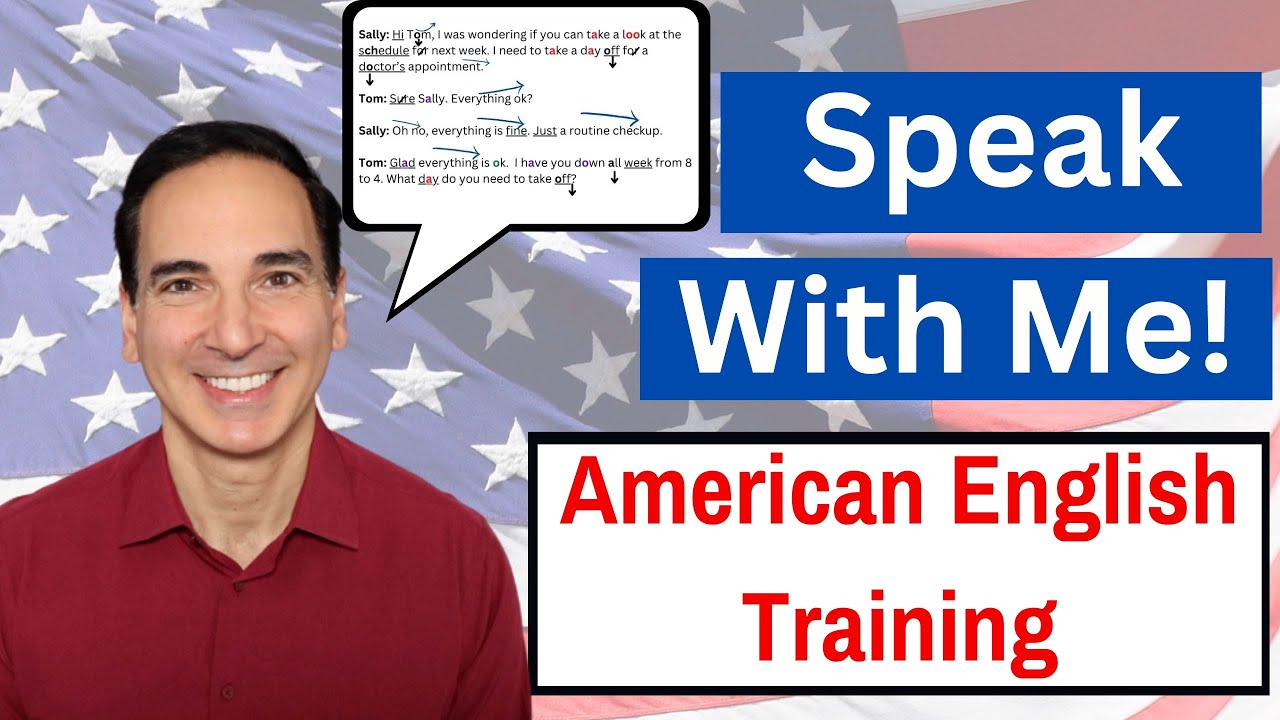 Sally: Hi Tom, I was wondering if you can take a look at the
schedule for next week. I need to take a day off for a
doctor's appointment.
Tom: Sure Sally. Everything ok?
Sally: Oh no, everything is fine. Just a routine checkup.
Tom: Glad everything is ok. I have you down all week from 8
to 4. What day do you need to take off?
Speak
With Me!
American English
Training